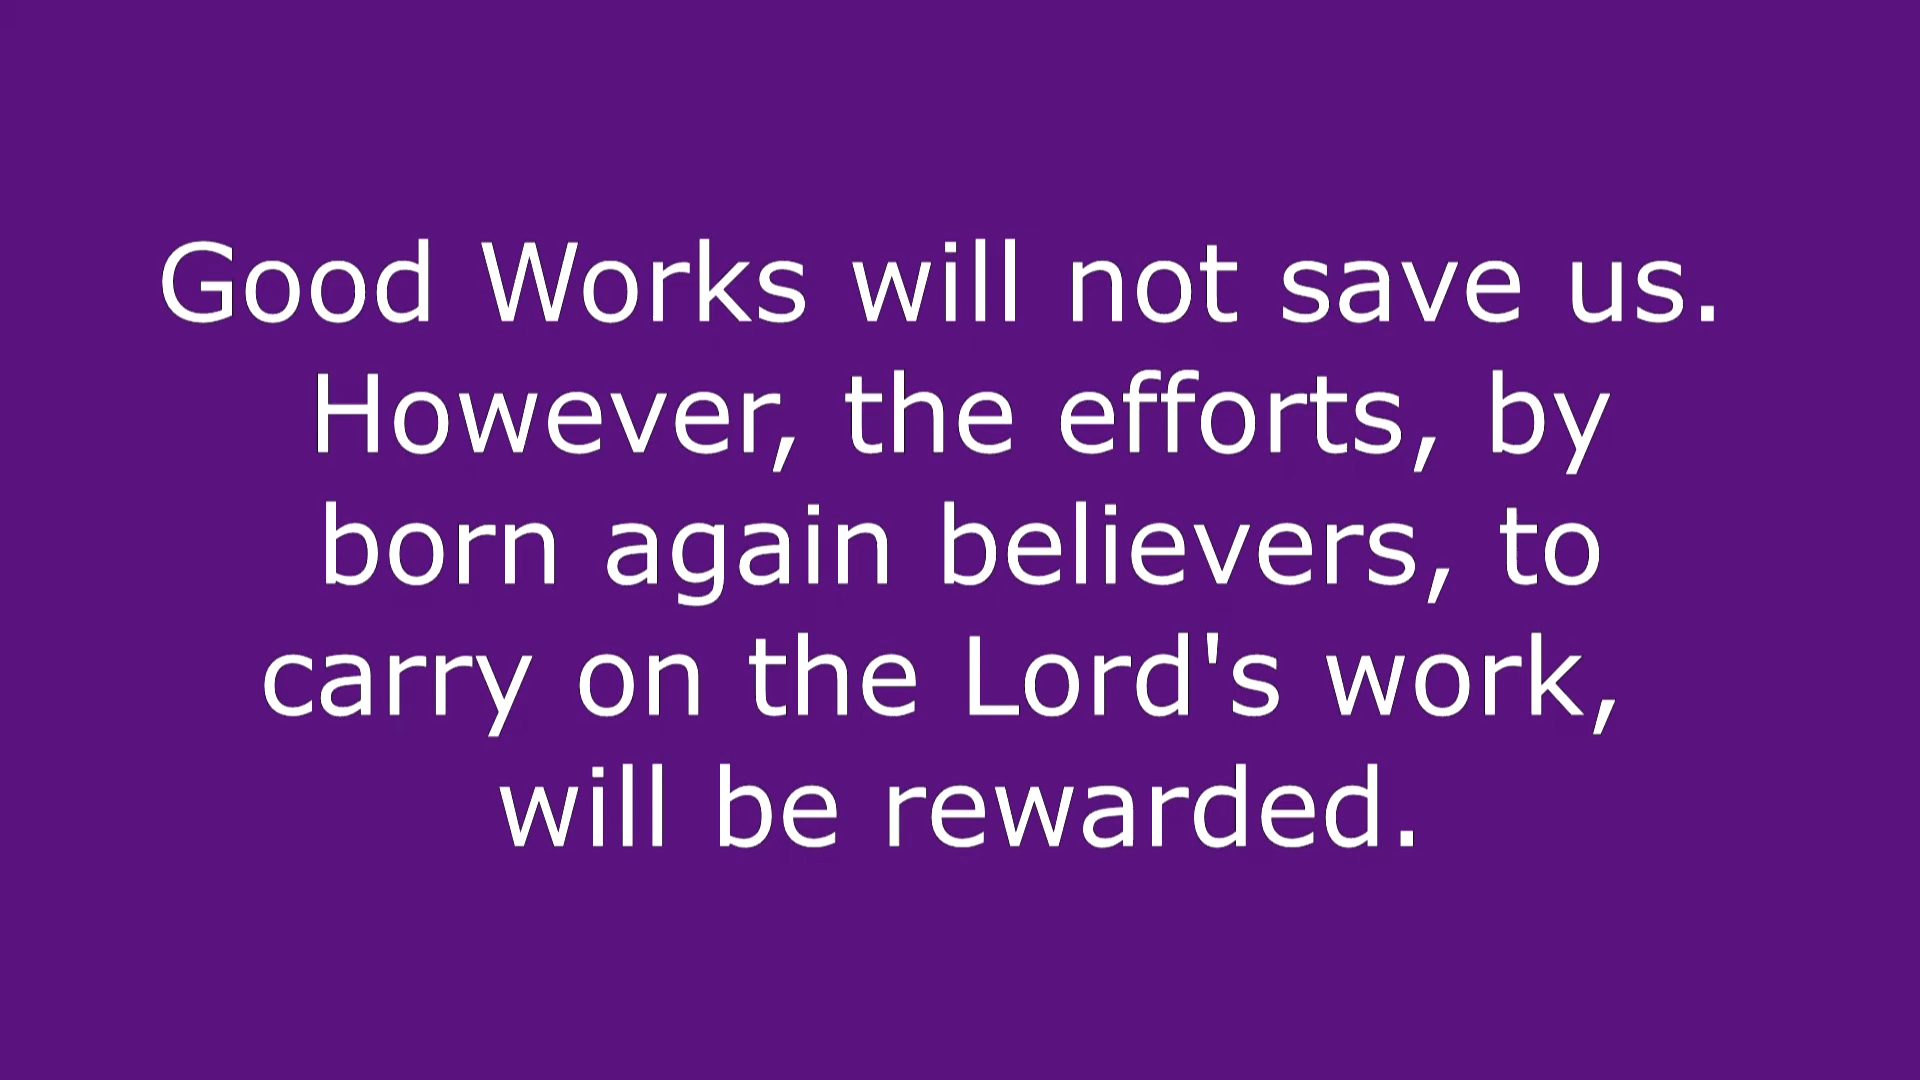 Good Works will not save us.
However, the efforts, by
born again believers, to
carry on the Lord's work,
will be rewarded.